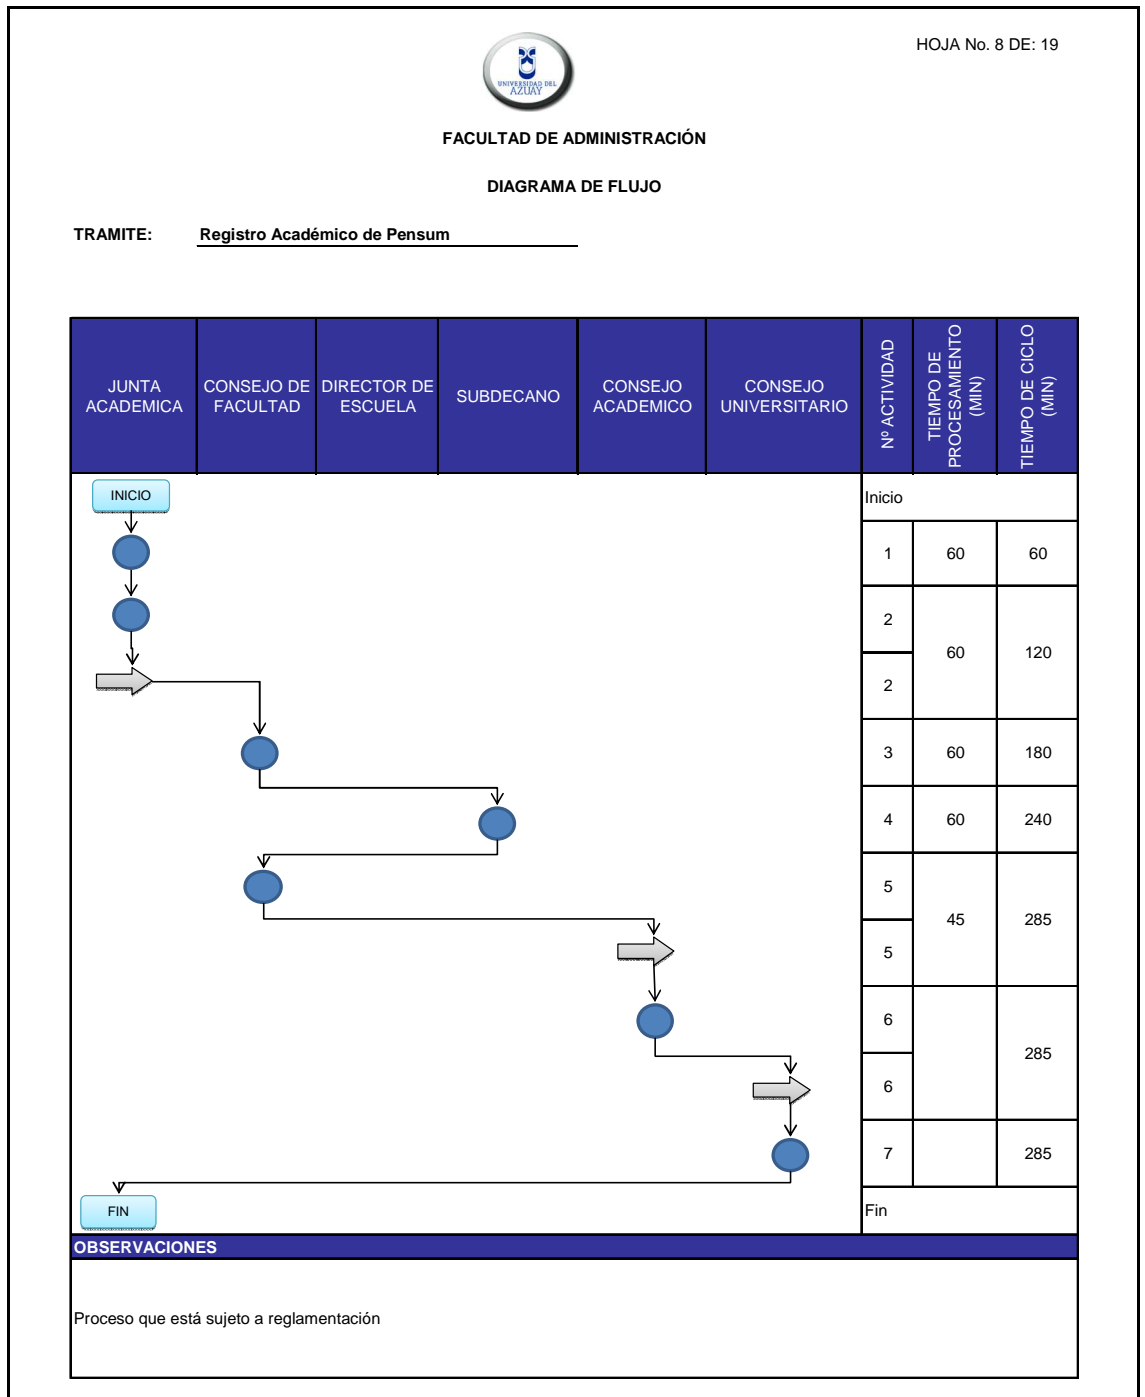 HOJA No. 8 DE: 19
UNIVERSIDAD DEL
AZUAY
FACULTAD DE ADMINISTRACIÓN
DIAGRAMA DE FLUJO
TRAMITE: Registro Académico de Pensum
JUNTA ACADEMICA
CONSEJO DE FACULTAD
DIRECTOR DE ESCUELA
SUBDECANO
CONSEJO ACADEMICO
CONSEJO UNIVERSITARIO
Nº ACTIVIDAD
TIEMPO DE PROCESAMIENTO (MIN)
TIEMPO DE CICLO (MIN)
INICIO
Inicio
1 60 60
2
60 120
2
3 60 180
4 60 240
5
45 285
5
6
285
6
7 285
FIN
Fin
OBSERVACIONES
Proceso que está sujeto a reglamentación